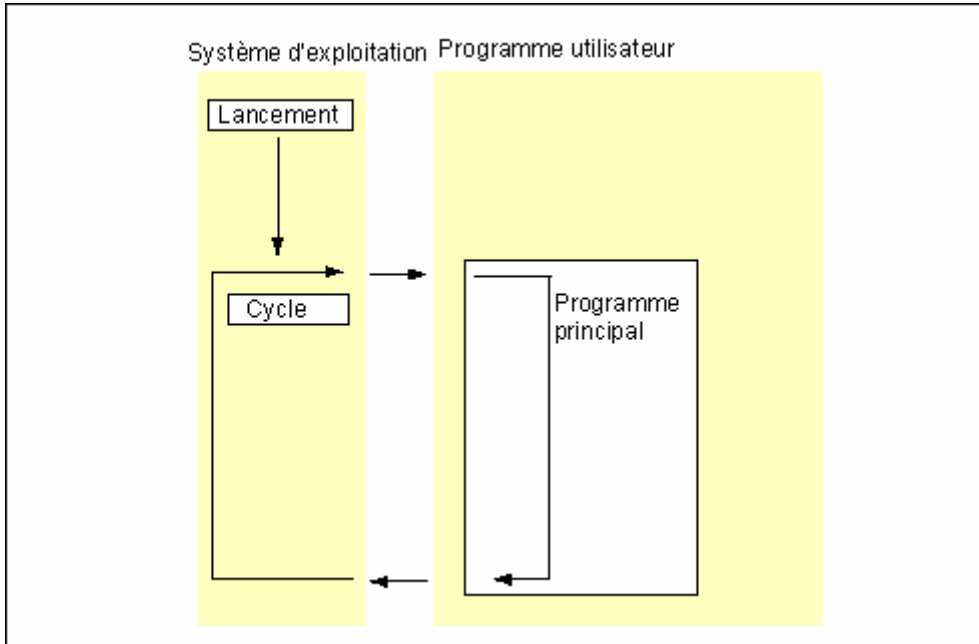 Système d'exploitation
Programme utilisateur
Lancement
Cycle
Programme
principal